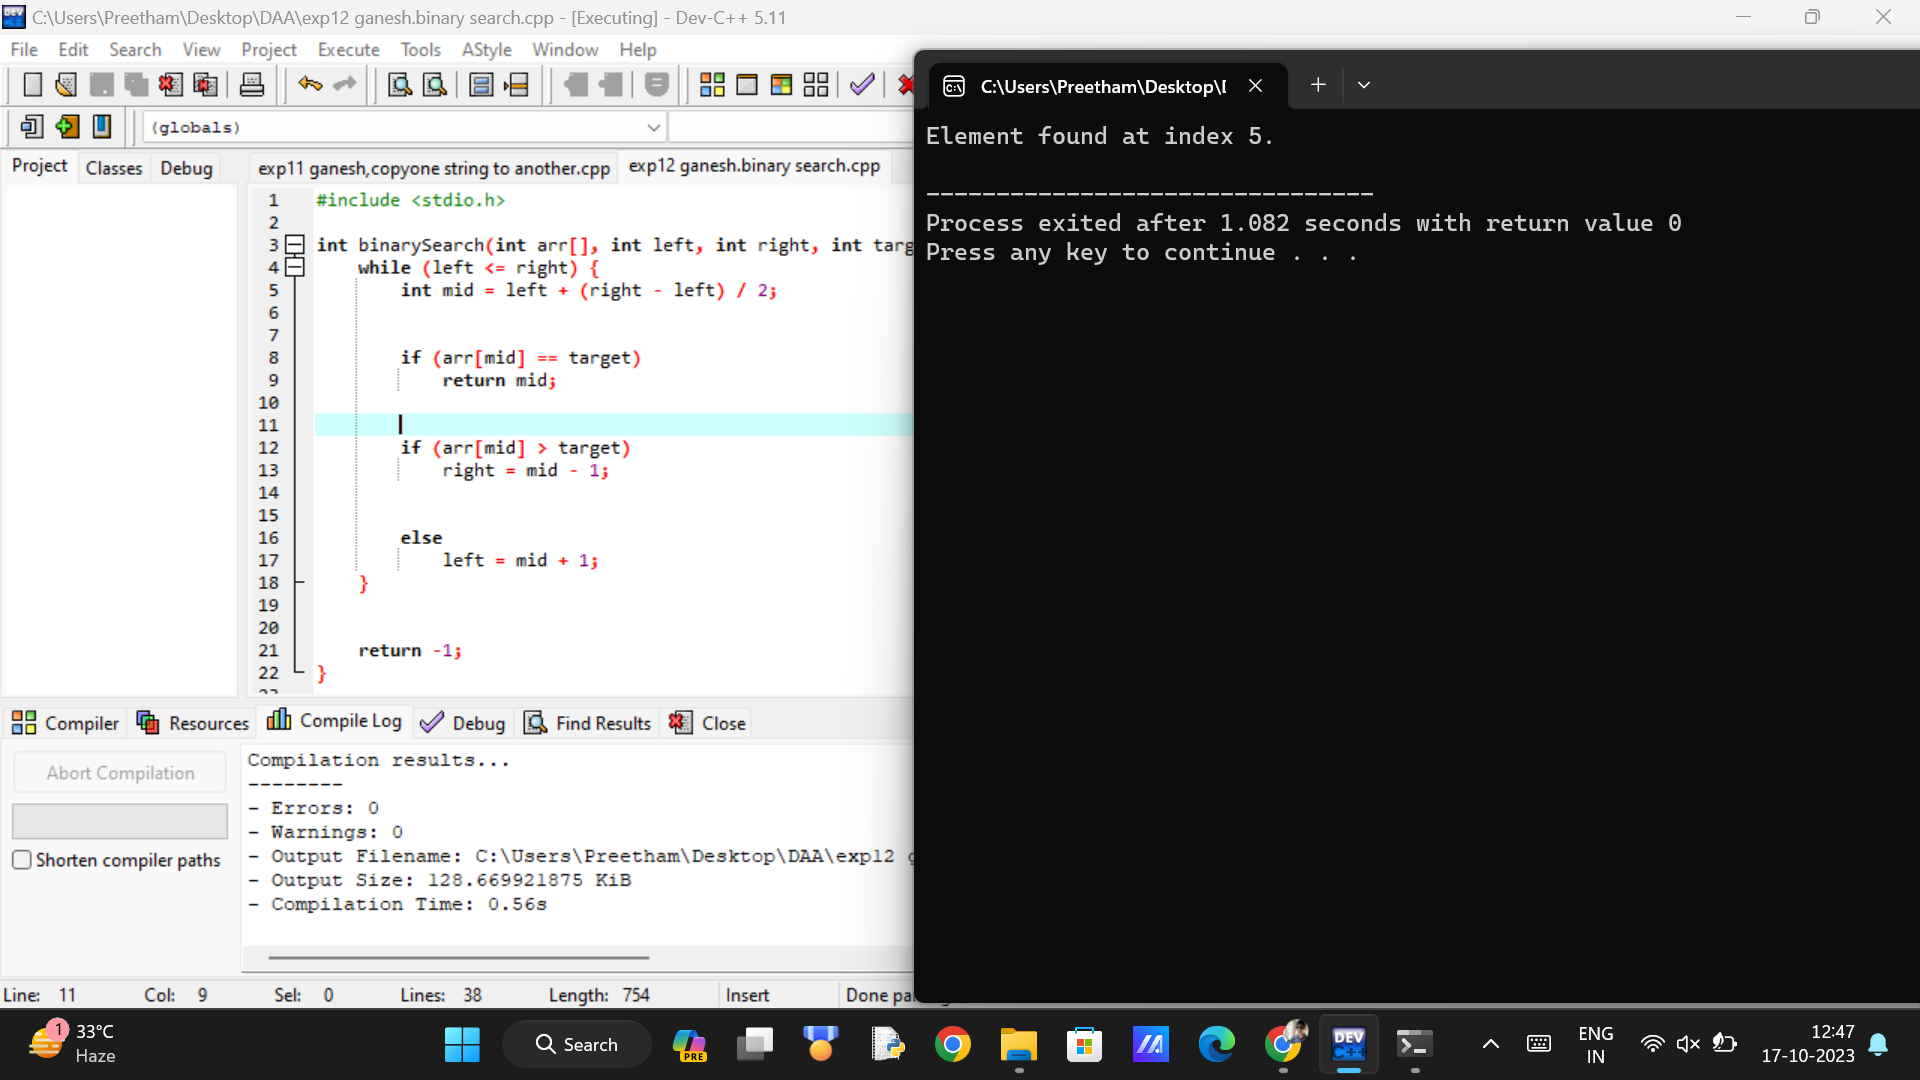 C:\Users\Preetham\Desktop\DAA\exp12 ganesh.binary search.cpp - [Executing] - Dev-C++ 5.11
File Edit Search View Project Execute Tools AStyle Window Help
(globals)
Project Classes Debug
exp11 ganesh,copyone string to another.cpp exp12 ganesh.binary search.cpp
1 #include <stdio.h>
2
3 int binarySearch(int arr[], int left, int right, int targ
4 while (left <= right) {
5 int mid = left + (right - left) / 2;
6
7
8 if (arr[mid] == target)
9 return mid;
10
11
12 if (arr[mid] > target)
13 right = mid - 1;
14
15
16 else
17 left = mid + 1;
18 }
19
20
21 return -1;
22 }
Compiler Resources Compile Log Debug Find Results Close
Abort Compilation
Shorten compiler paths
Compilation results...
--------
- Errors: 0
- Warnings: 0
- Output Filename: C:\Users\Preetham\Desktop\DAA\exp12
- Output Size: 128.669921875 KiB
- Compilation Time: 0.56s
Line: 11 Col: 9 Sel: 0 Lines: 38 Length: 754 Insert Done
C:\Users\Preetham\Desktop\
Element found at index 5.
--------------------------------
Process exited after 1.082 seconds with return value 0
Press any key to continue . . .
1
33°C
Haze
Search
PRE
DEV
C++
ENG
IN
12:47
17-10-2023